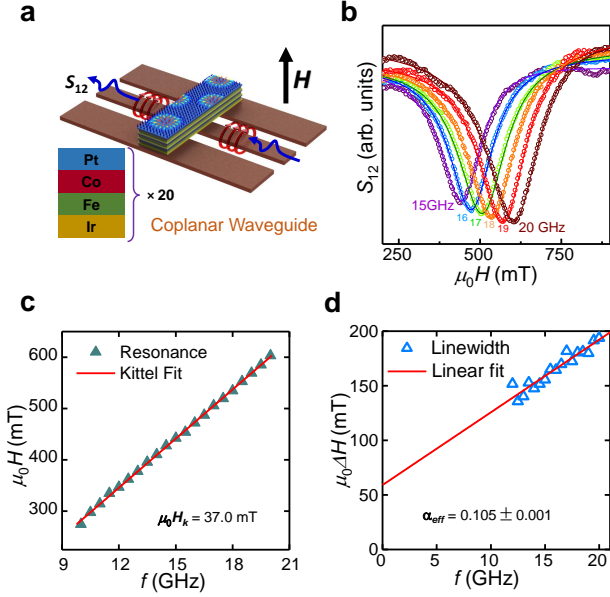 a
S₁₂
H
Pt
Co
Fe
Ir
× 20
Coplanar Waveguide
b
S₁₂ (arb. units)
15GHz
16
17
18
19
20 GHz
250 500 750
μ₀H (mT)
c
μ₀H (mT)
600
500
400
300
Resonance
Kittel Fit
μ₀Hₖ = 37.0 mT
9 12 15 18 21
f (GHz)
d
μ₀ΔH (mT)
200
150
100
50
0
Linewidth
Linear fit
α_eff = 0.105 ± 0.001
0 5 10 15 20
f (GHz)